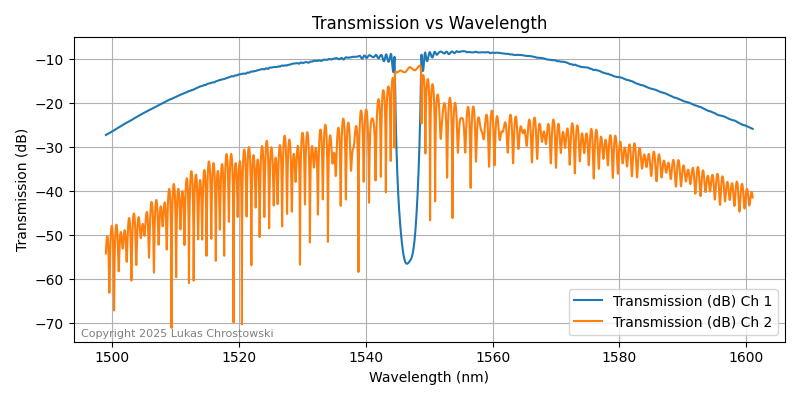 Transmission vs Wavelength
Transmission (dB)
−10
−20
−30
−40
−50
−60
−70
Transmission (dB) Ch 1
Transmission (dB) Ch 2
Copyright 2025 Lukas Chrostowski
1500 1520 1540 1560 1580 1600
Wavelength (nm)